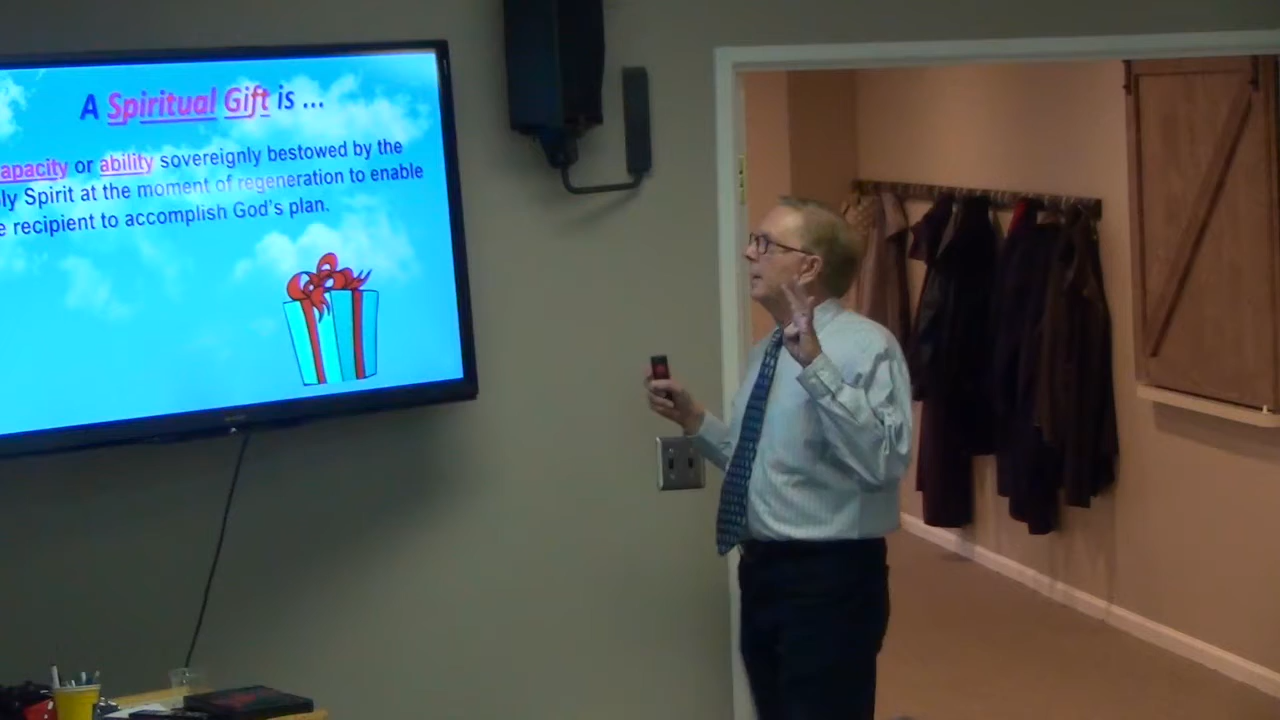 A Spiritual Gift is ...
apacity or ability sovereignly bestowed by the
ly Spirit at the moment of regeneration to enable
e recipient to accomplish God's plan.